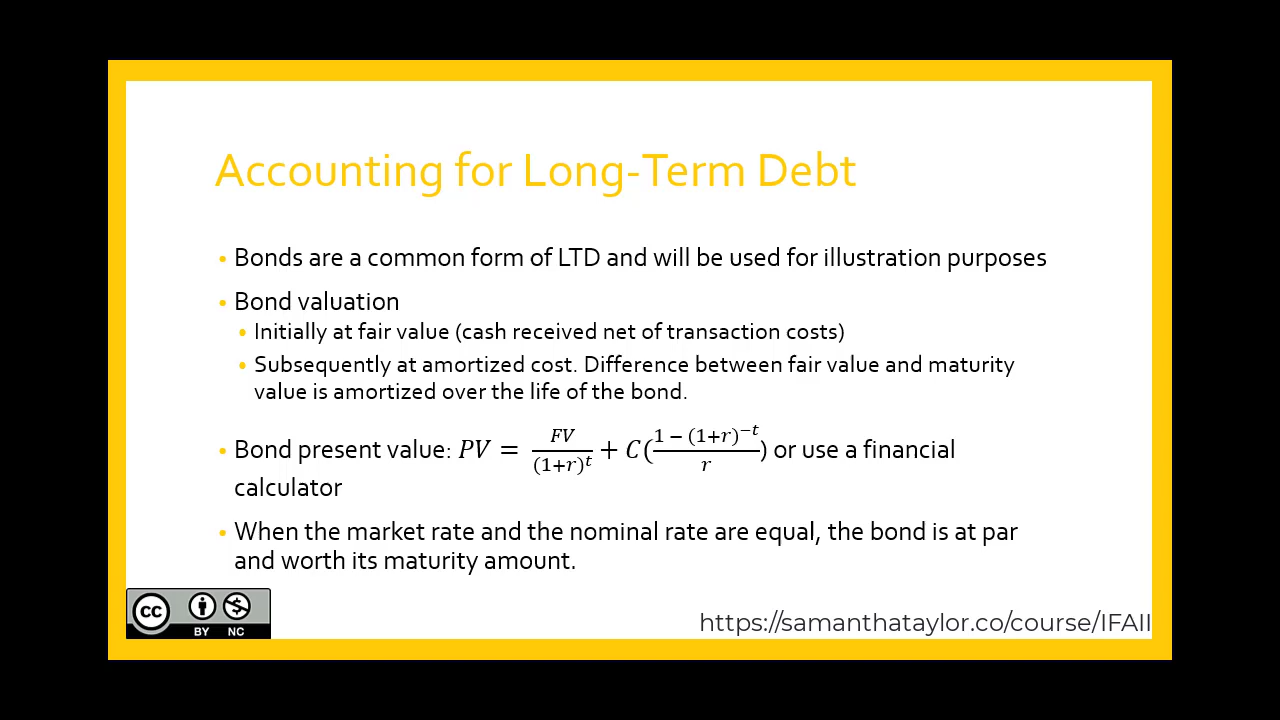 Accounting for Long-Term Debt
• Bonds are a common form of LTD and will be used for illustration purposes
• Bond valuation
• Initially at fair value (cash received net of transaction costs)
• Subsequently at amortized cost. Difference between fair value and maturity
value is amortized over the life of the bond.
• Bond present value: PV = FV/(1+r)^t + C((1 − (1+r)^−t)/r) or use a financial
calculator
• When the market rate and the nominal rate are equal, the bond is at par
and worth its maturity amount.
cc BY NC
https://samanthataylor.co/course/IFAII